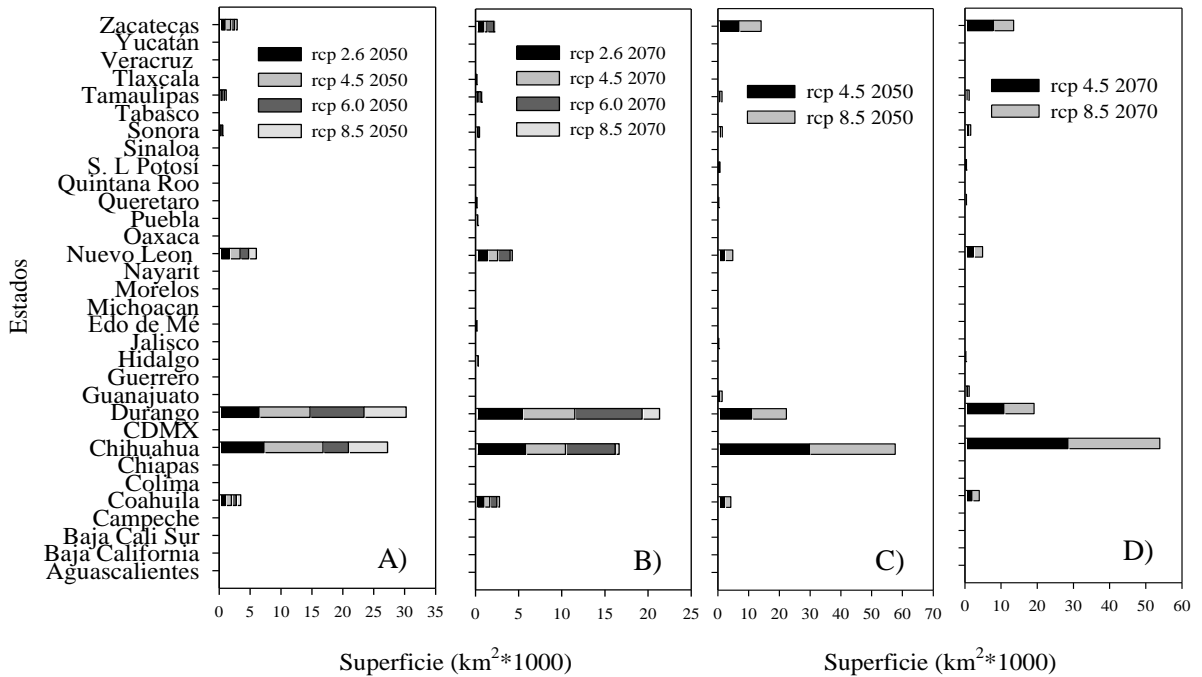 Estados
Zacatecas
Yucatán
Veracruz
Tlaxcala
Tamaulipas
Tabasco
Sonora
Sinaloa
S. L Potosí
Quintana Roo
Queretaro
Puebla
Oaxaca
Nuevo Leon
Nayarit
Morelos
Michoacan
Edo de Mé
Jalisco
Hidalgo
Guerrero
Guanajuato
Durango
CDMX
Chihuahua
Chiapas
Colima
Coahuila
Campeche
Baja Cali Sur
Baja California
Aguascalientes
rcp 2.6 2050
rcp 4.5 2050
rcp 6.0 2050
rcp 8.5 2050
A)
0 5 10 15 20 25 30 35
rcp 2.6 2070
rcp 4.5 2070
rcp 6.0 2070
rcp 8.5 2070
B)
0 5 10 15 20 25
Superficie (km²*1000)
rcp 4.5 2050
rcp 8.5 2050
C)
0 10 20 30 40 50 60 70
rcp 4.5 2070
rcp 8.5 2070
D)
0 10 20 30 40 50 60
Superficie (km²*1000)